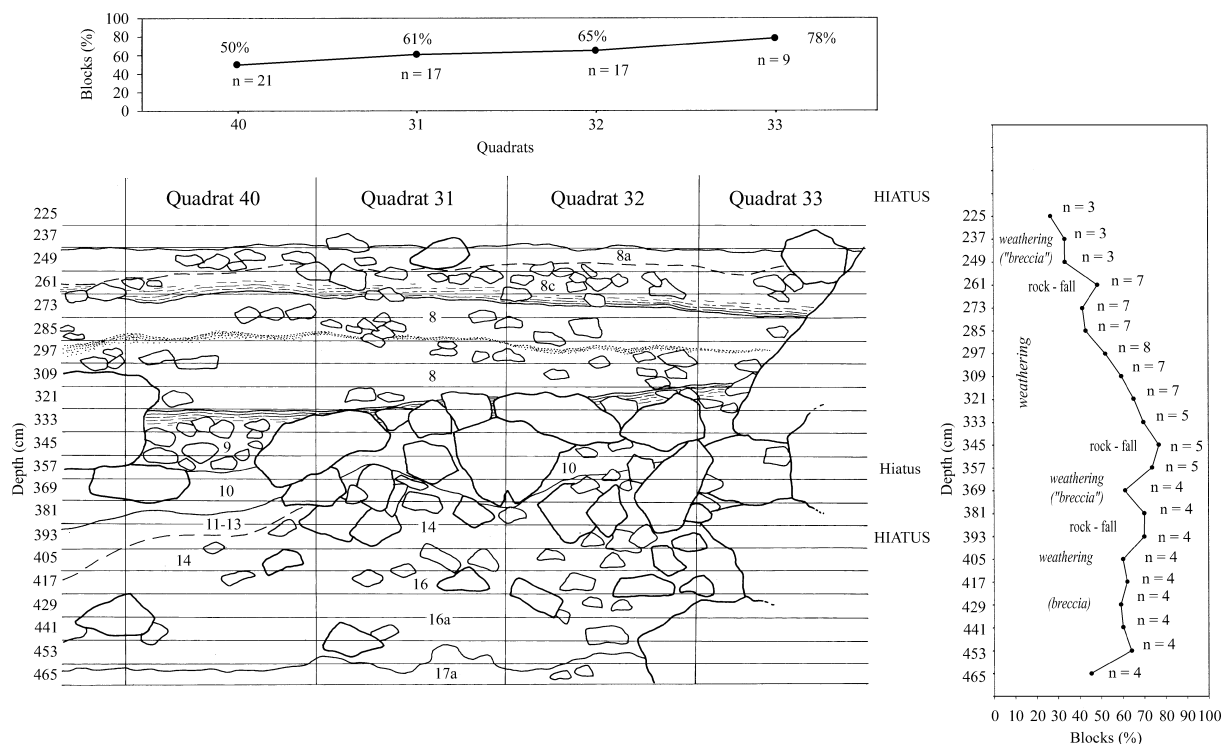 100
80
60
40
20
0
Blocks (%)
50%
61%
65%
78%
n = 21
n = 17
n = 17
n = 9
40
31
32
33
Quadrats
Quadrat 40
Quadrat 31
Quadrat 32
Quadrat 33
HIATUS
Hiatus
HIATUS
Depth (cm)
225
237
249
261
273
285
297
309
321
333
345
357
369
381
393
405
417
429
441
453
465
8a
8c
8
8
9
10
10
11-13
14
14
16
16a
17a
Depth (cm)
225
237
249
261
273
285
297
309
321
333
345
357
369
381
393
405
417
429
441
453
465
n = 3
n = 3
n = 3
n = 7
n = 7
n = 7
n = 8
n = 7
n = 7
n = 5
n = 5
n = 5
n = 4
n = 4
n = 4
n = 4
n = 4
n = 4
n = 4
n = 4
n = 4
weathering
("breccia")
rock - fall
weathering
rock - fall
weathering
("breccia")
rock - fall
weathering
(breccia)
0 10 20 30 40 50 60 70 80 90 100
Blocks (%)